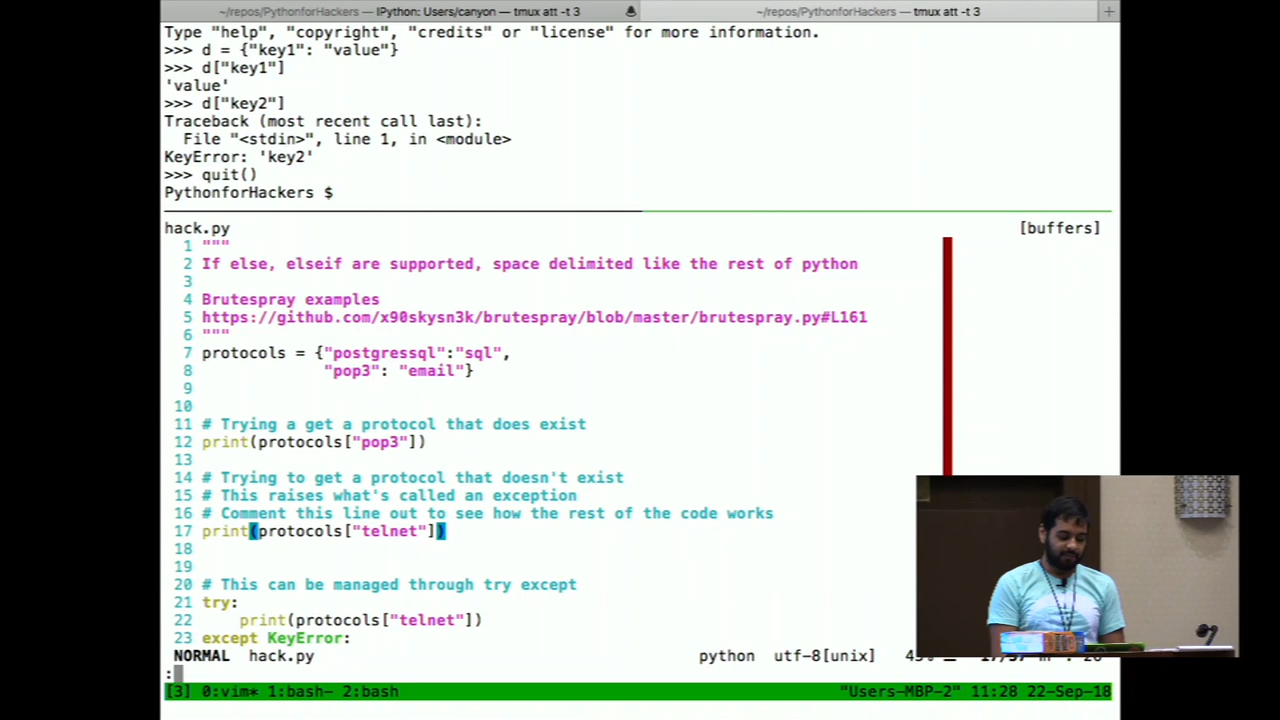 ~/repos/PythonforHackers — IPython: Users/canyon — tmux att -t 3
~/repos/PythonforHackers — tmux att -t 3
+
Type "help", "copyright", "credits" or "license" for more information.
>>> d = {"key1": "value"}
>>> d["key1"]
'value'
>>> d["key2"]
Traceback (most recent call last):
  File "<stdin>", line 1, in <module>
KeyError: 'key2'
>>> quit()
PythonforHackers $
hack.py [buffers]
1 """
2 If else, elseif are supported, space delimited like the rest of python
3
4 Brutespray examples
5 https://github.com/x90skysn3k/brutespray/blob/master/brutespray.py#L161
6 """
7 protocols = {"postgressql":"sql",
8              "pop3": "email"}
9
10
11 # Trying a get a protocol that does exist
12 print(protocols["pop3"])
13
14 # Trying to get a protocol that doesn't exist
15 # This raises what's called an exception
16 # Comment this line out to see how the rest of the code works
17 print(protocols["telnet"])
18
19
20 # This can be managed through try except
21 try:
22     print(protocols["telnet"])
23 except KeyError:
NORMAL hack.py python utf-8[unix]
:
[3] 0:vim* 1:bash- 2:bash "Users-MBP-2" 11:28 22-Sep-18